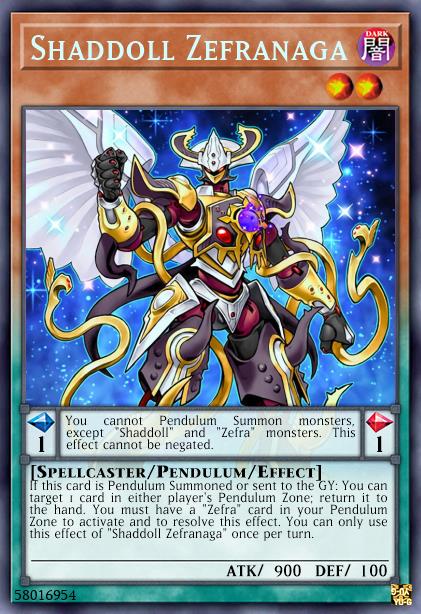 SHADDOLL ZEFRANAGA
DARK
闇
You cannot Pendulum Summon monsters,
except "Shaddoll" and "Zefra" monsters. This
effect cannot be negated.
1
1
[SPELLCASTER/PENDULUM/EFFECT]
If this card is Pendulum Summoned or sent to the GY: You can
target 1 card in either player's Pendulum Zone; return it to
the hand. You must have a "Zefra" card in your Pendulum
Zone to activate and to resolve this effect. You can only use
this effect of "Shaddoll Zefranaga" once per turn.
ATK/ 900 DEF/ 100
58016954